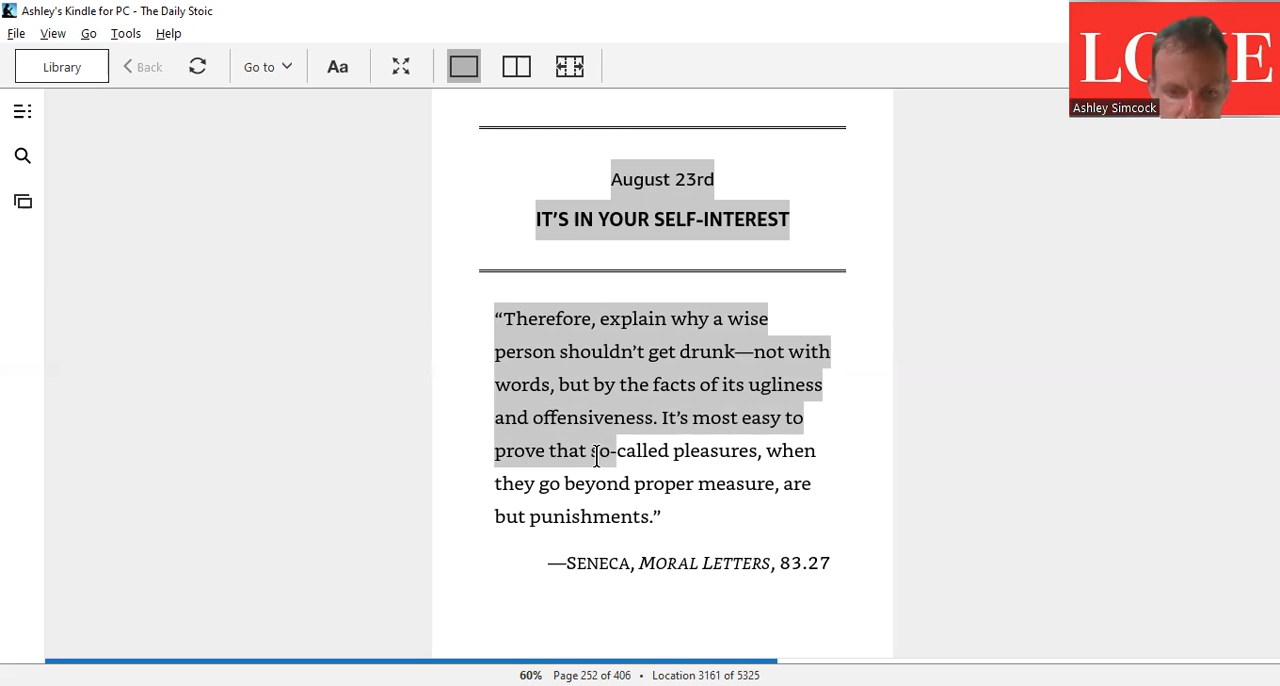 Ashley's Kindle for PC - The Daily Stoic
File View Go Tools Help
Library Back Go to Aa
LO E
Ashley Simcock
August 23rd
IT’S IN YOUR SELF-INTEREST
“Therefore, explain why a wise
person shouldn’t get drunk—not with
words, but by the facts of its ugliness
and offensiveness. It’s most easy to
prove that so-called pleasures, when
they go beyond proper measure, are
but punishments.”
—SENECA, MORAL LETTERS, 83.27
60% Page 252 of 406 • Location 3161 of 5325